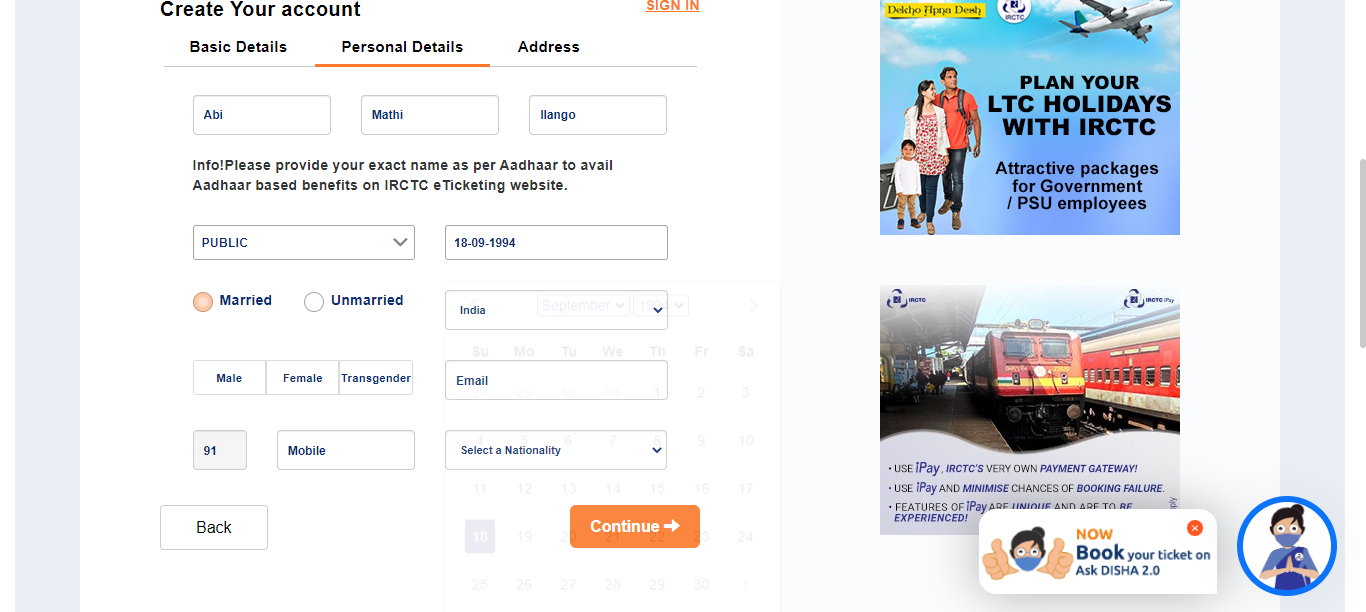 Create Your account
SIGN IN
Basic Details Personal Details Address
Abi Mathi Ilango
Info!Please provide your exact name as per Aadhaar to avail
Aadhaar based benefits on IRCTC eTicketing website.
PUBLIC 18-09-1994
Married Unmarried India
September
Su Mo Tu We Th Fr Sa
Male Female Transgender Email
29 30 31 1 2 3
91 Mobile Select a Nationality
4 5 6 7 8 9 10
11 12 13 14 15 16 17
Back Continue
18 19 20 21 22 23 24
25 26 27 28 29 30 1
Dekho Apna Desh
IRCTC
PLAN YOUR
LTC HOLIDAYS
WITH IRCTC
Attractive packages
for Government
/ PSU employees
IRCTC IRCTC iPay
• USE iPay, IRCTC'S VERY OWN PAYMENT GATEWAY!
• USE iPay AND MINIMISE CHANCES OF BOOKING FAILURE.
• FEATURES OF iPay ARE UNIQUE AND ARE TO BE
EXPERIENCED!
NOW
Book your ticket on
Ask DISHA 2.0